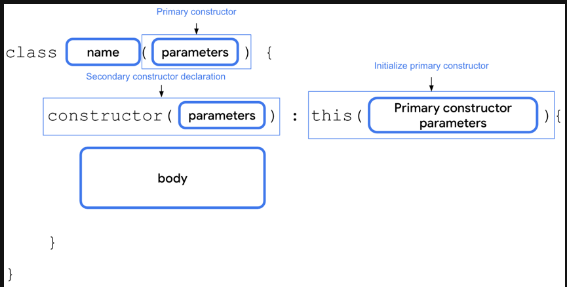 Primary constructor
class name ( parameters ) {
Secondary constructor declaration
Initialize primary constructor
constructor( parameters ) : this( Primary constructor
parameters ){
body
}
}